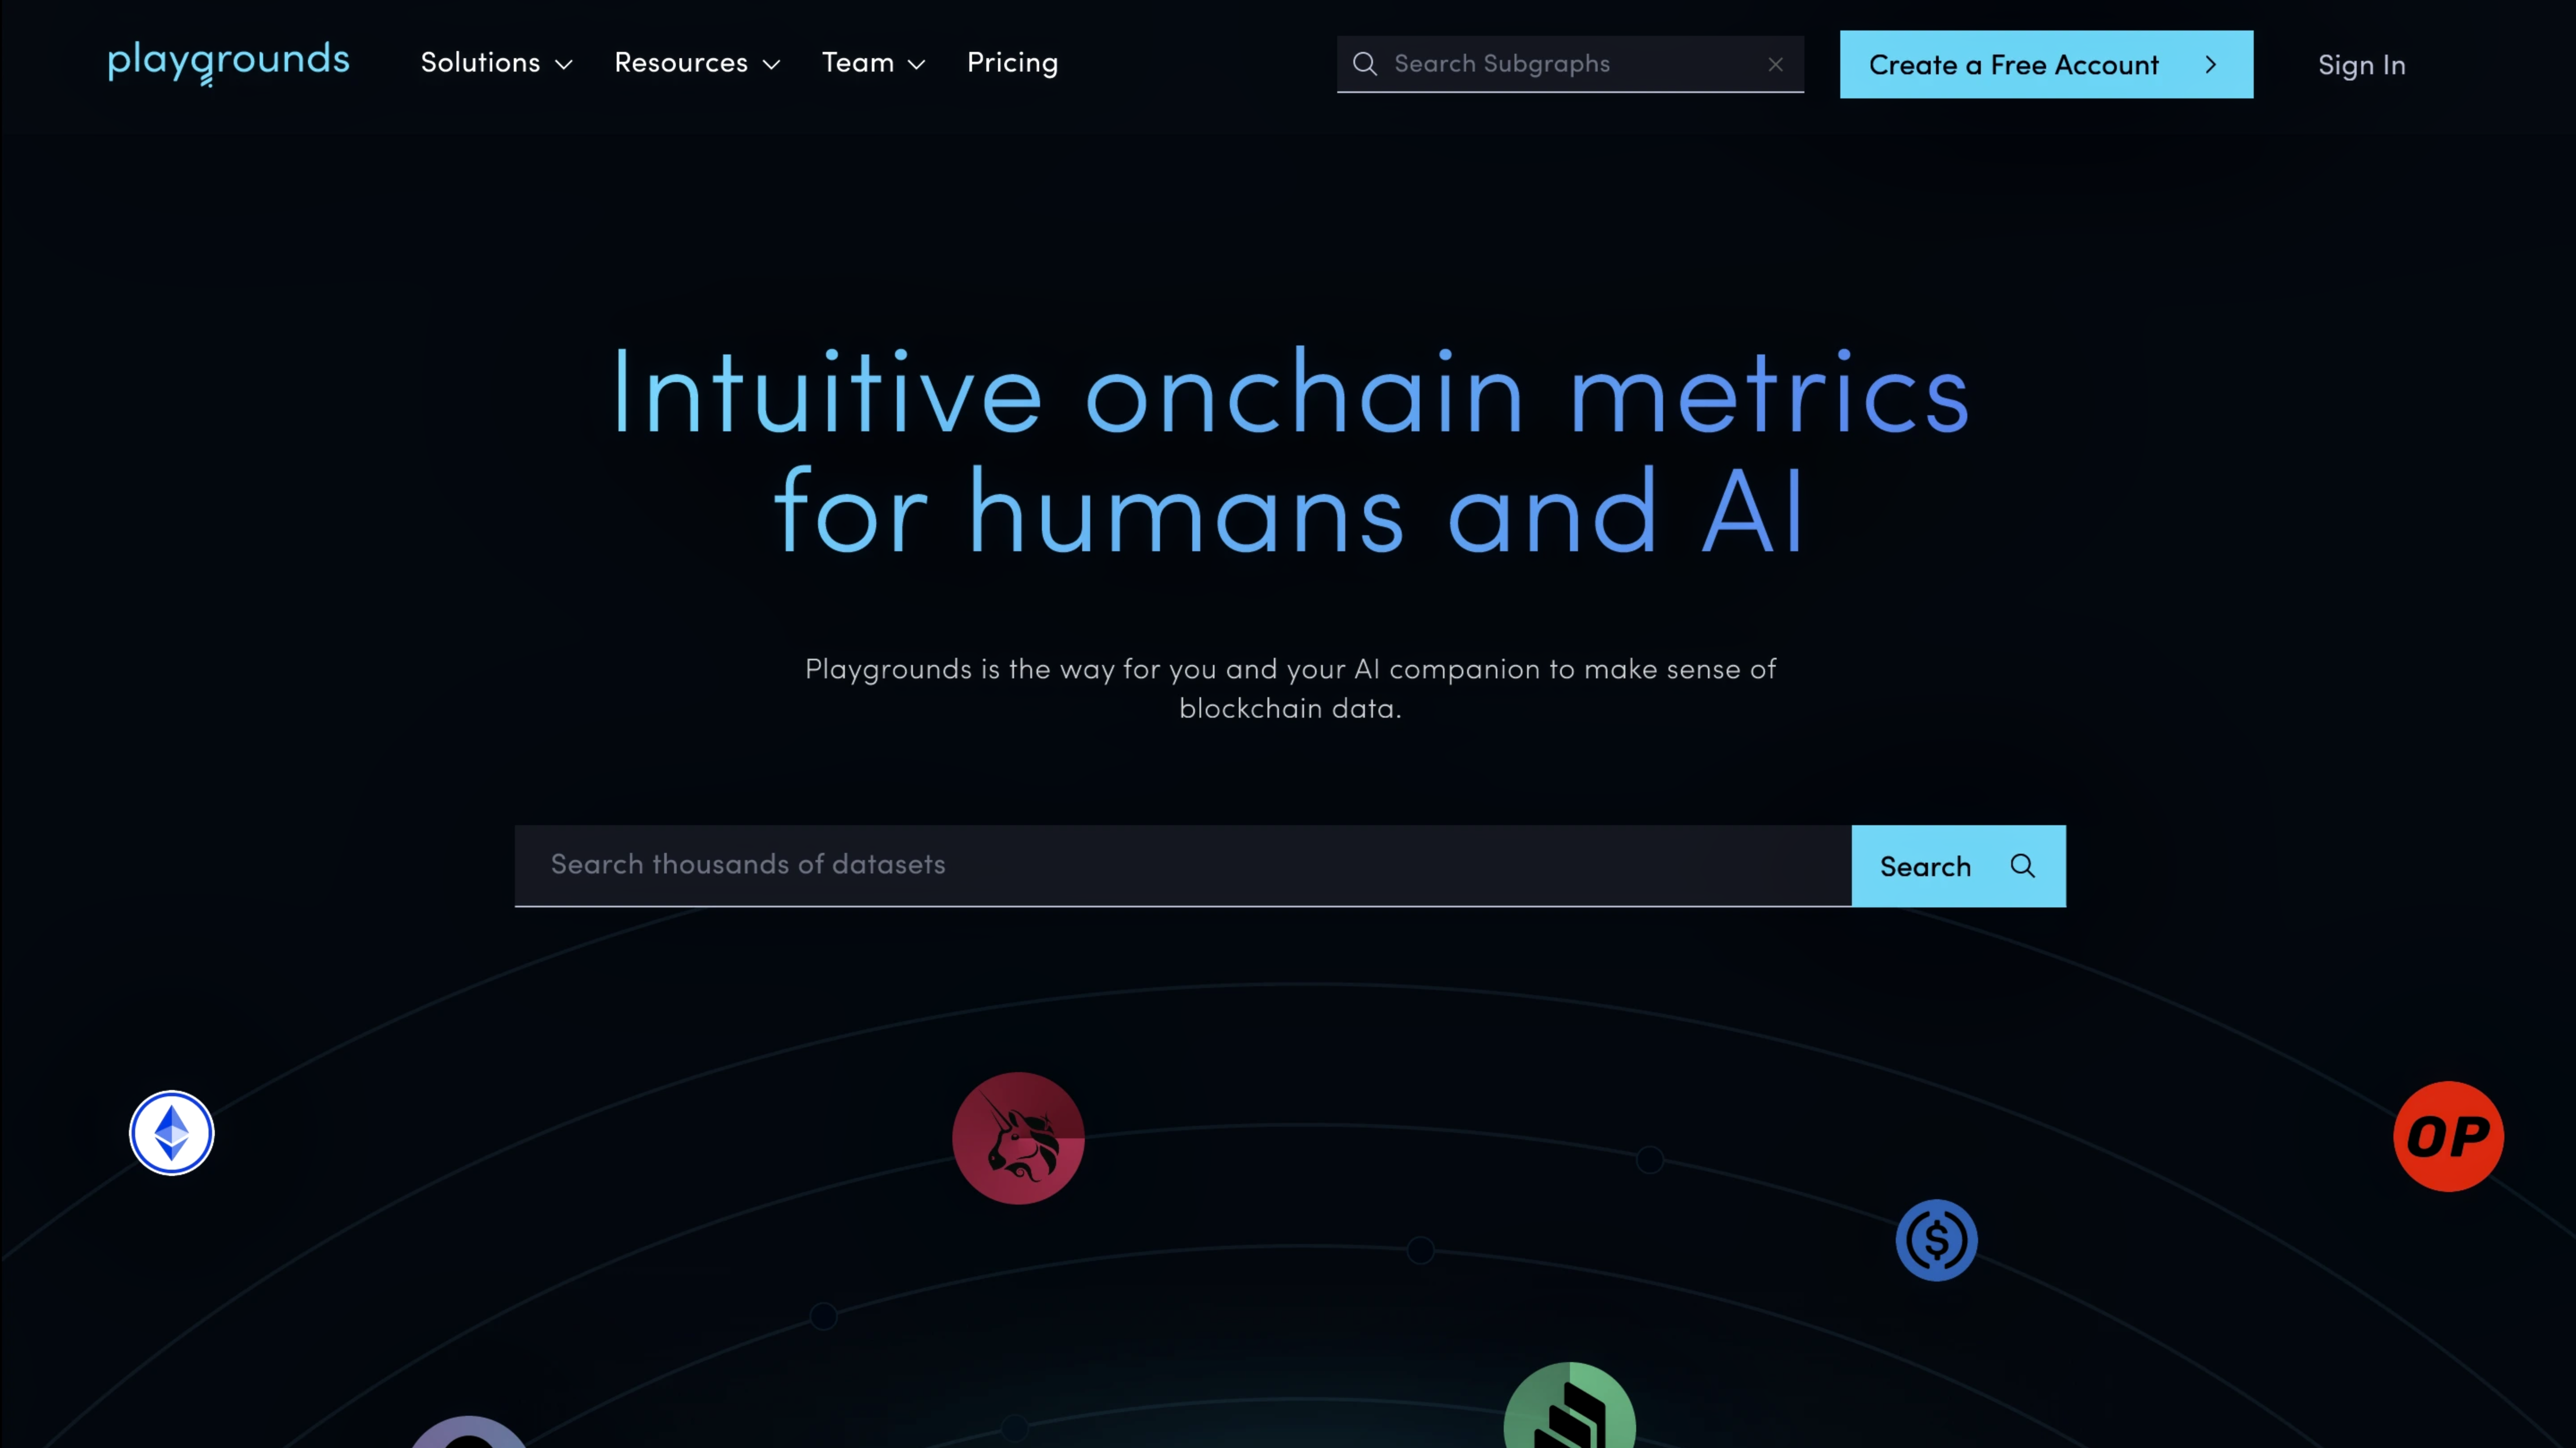 playgrounds
Solutions
Resources
Team
Pricing
Search Subgraphs
Create a Free Account
Sign In
Intuitive onchain metrics
for humans and AI
Playgrounds is the way for you and your AI companion to make sense of
blockchain data.
Search thousands of datasets
Search
OP
$